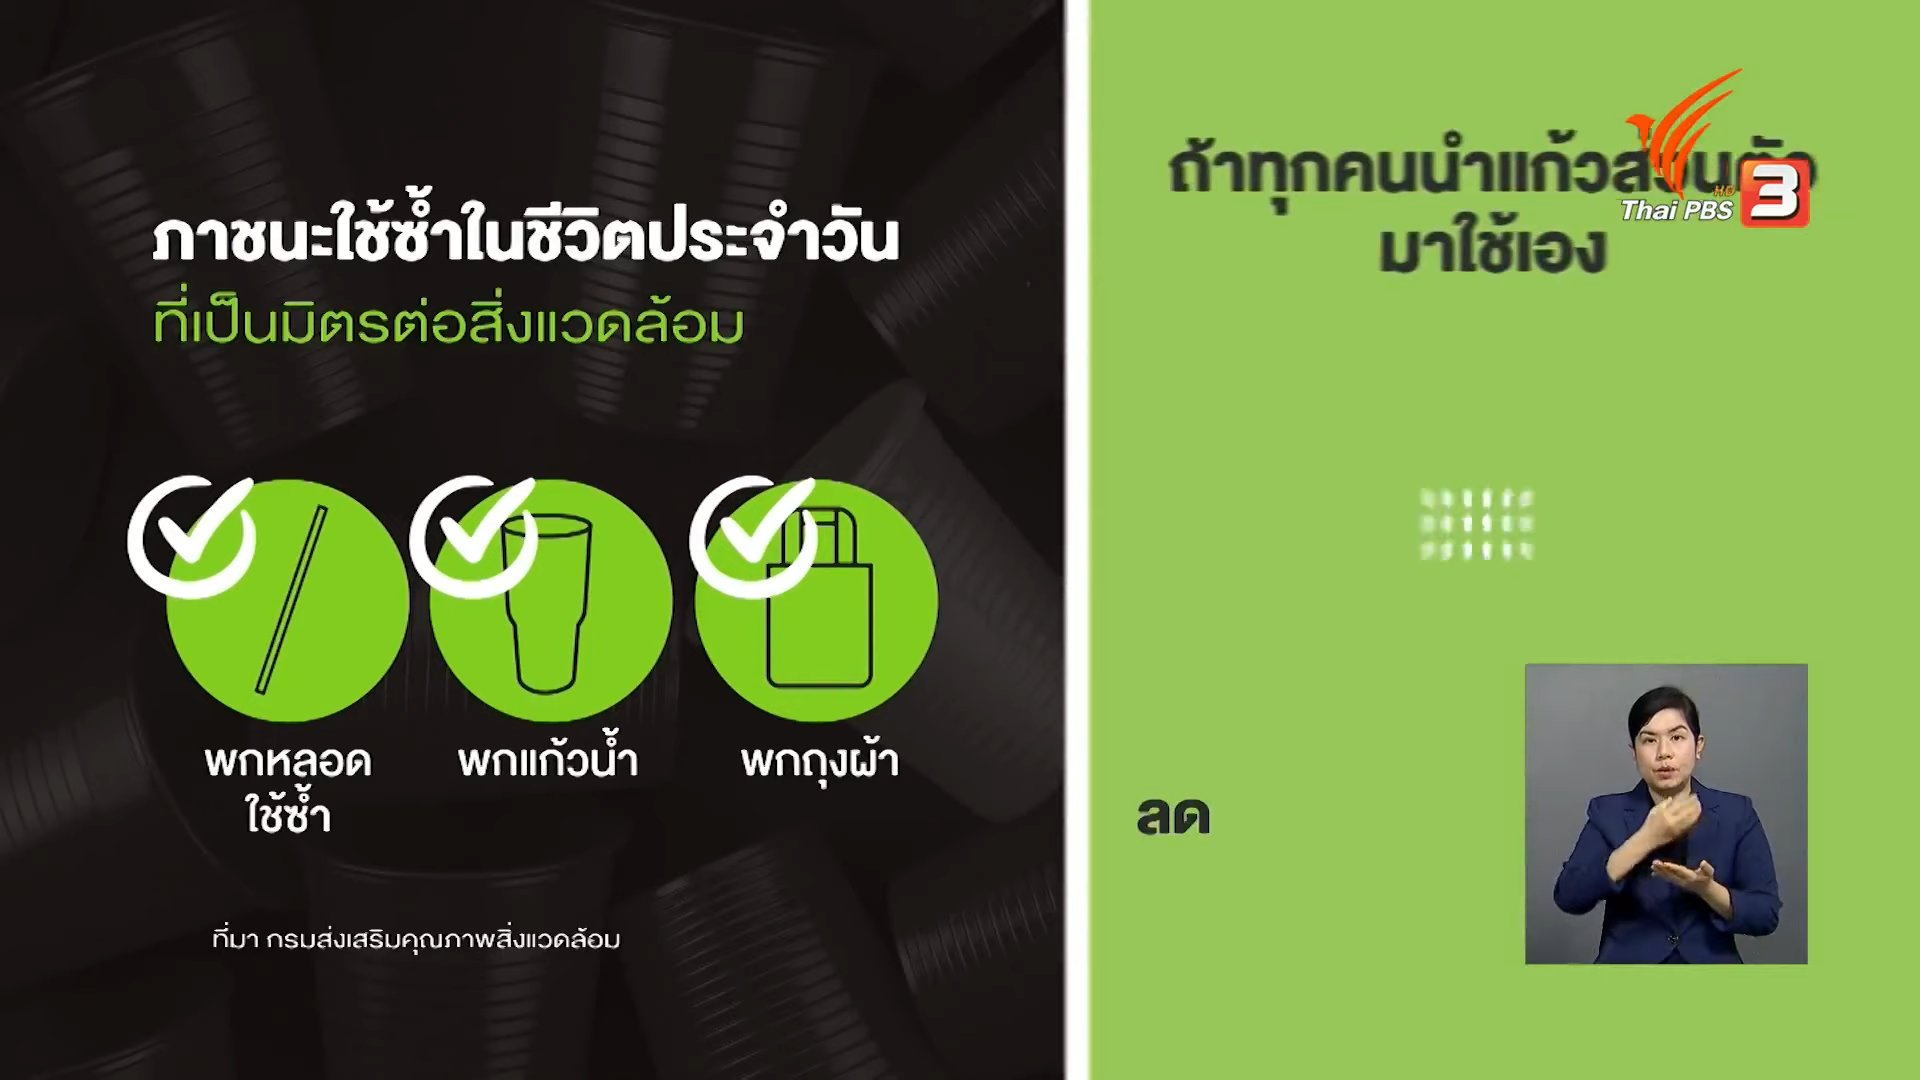 ภาชนะใช้ซ้ำในชีวิตประจำวัน
ที่เป็นมิตรต่อสิ่งแวดล้อม
พกหลอด
ใช้ซ้ำ
พกแก้วน้ำ
พกถุงผ้า
ที่มา กรมส่งเสริมคุณภาพสิ่งแวดล้อม
ถ้าทุกคนนำแก้วส่วนตัว
มาใช้เอง
ลด
HD
Thai PBS 3